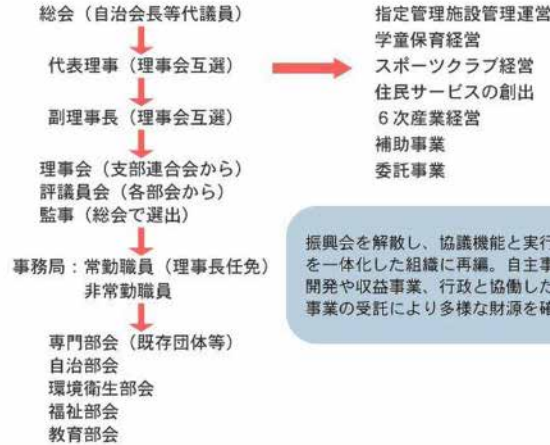 総会（自治会長等代議員）
代表理事（理事会互選）
副理事長（理事会互選）
理事会（支部連合会から）
評議員会（各部会から）
監事（総会で選出）
事務局：常勤職員（理事長任免）
非常勤職員
専門部会（既存団体等）
自治部会
環境衛生部会
福祉部会
教育部会
指定管理施設管理運営
学童保育経営
スポーツクラブ経営
住民サービスの創出
６次産業経営
補助事業
委託事業
振興会を解散し、協議機能と実行
を一体化した組織に再編。自主事
開発や収益事業、行政と協働した
事業の受託により多様な財源を確